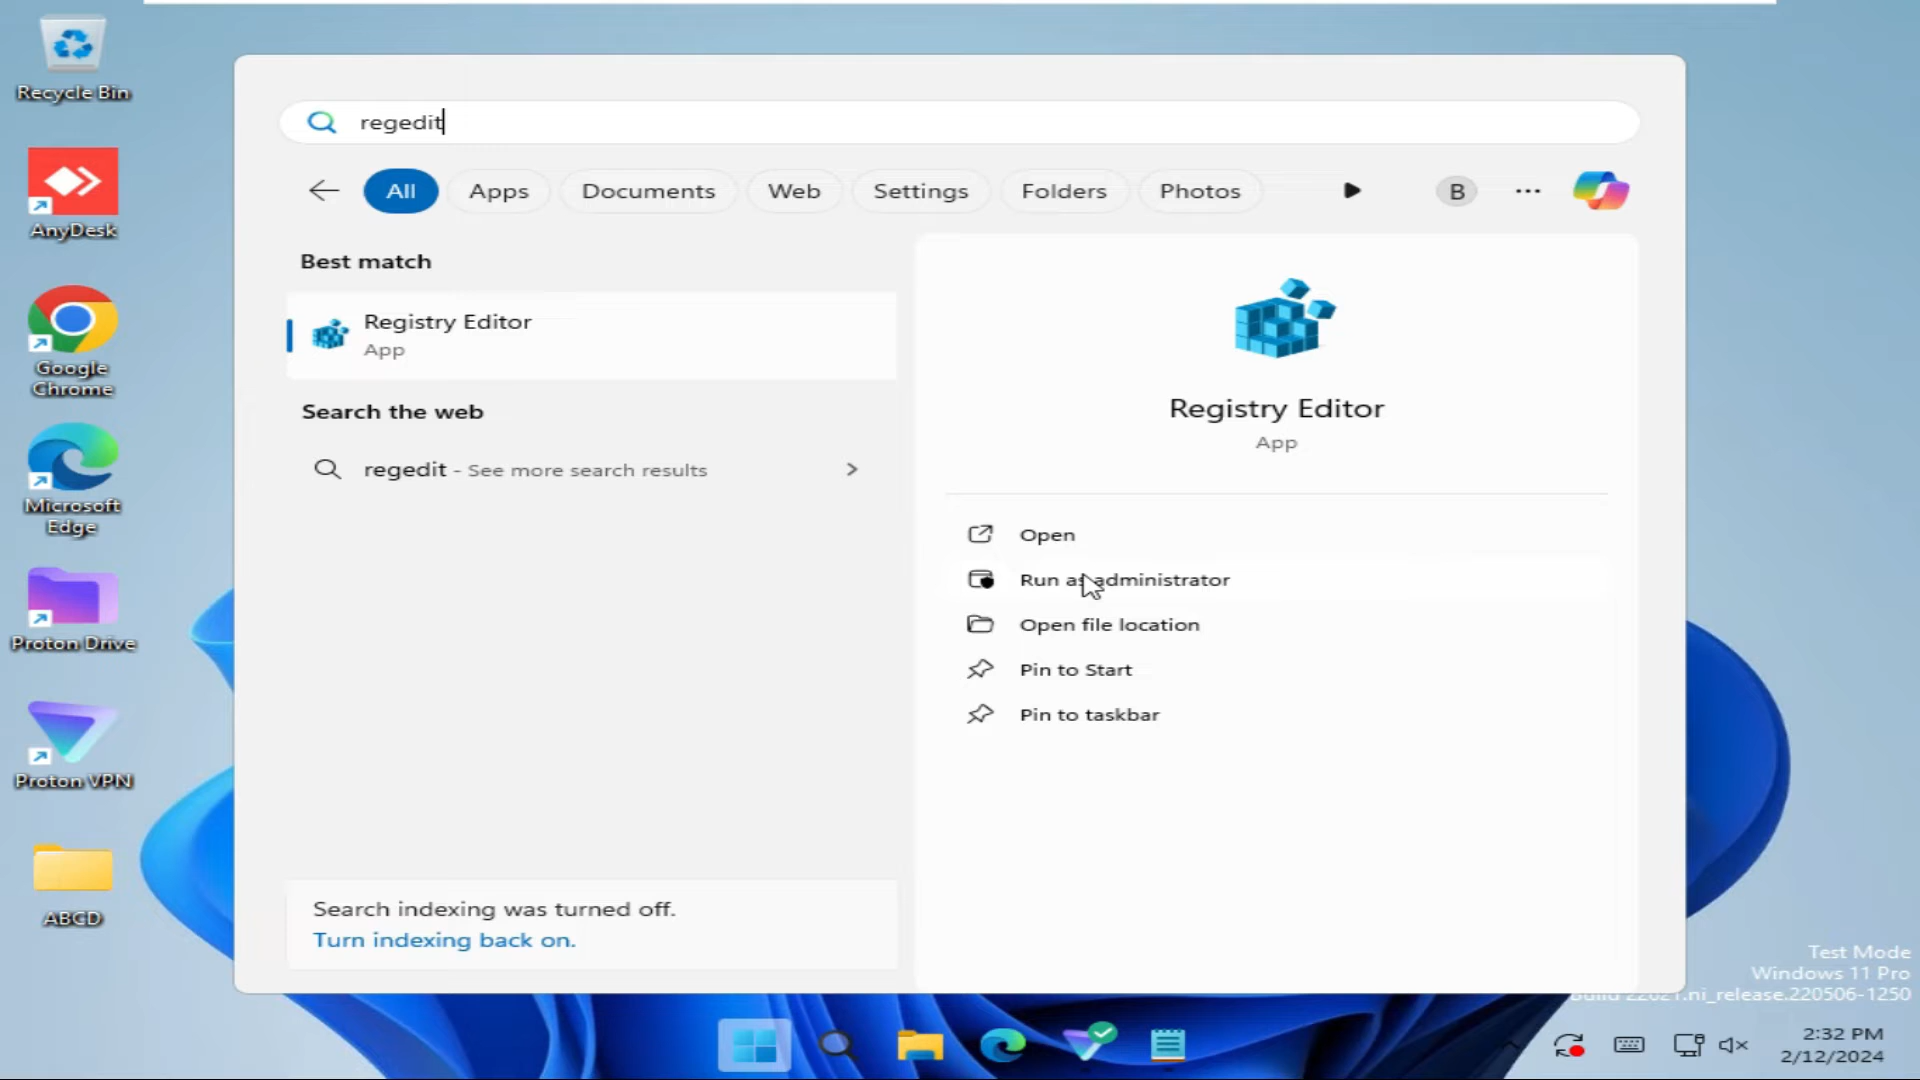 Recycle Bin
AnyDesk
Google
Chrome
Microsoft
Edge
Proton Drive
Proton VPN
ABCD
regedit
All
Apps
Documents
Web
Settings
Folders
Photos
B
Best match
Registry Editor
App
Search the web
regedit - See more search results
Search indexing was turned off.
Turn indexing back on.
Registry Editor
App
Open
Run as administrator
Open file location
Pin to Start
Pin to taskbar
Test Mode
Windows 11 Pro
Build 22621.ni_release.220506-1250
2:32 PM
2/12/2024